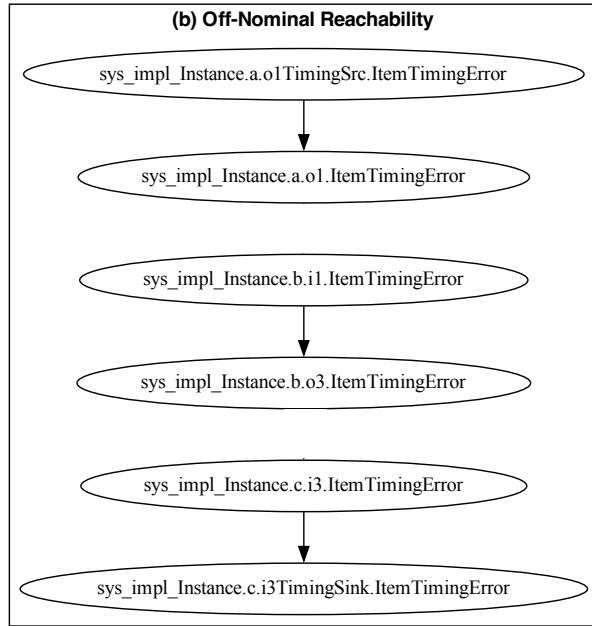 (b) Off-Nominal Reachability
sys_impl_Instance.a.o1TimingSrc.ItemTimingError
sys_impl_Instance.a.o1.ItemTimingError
sys_impl_Instance.b.i1.ItemTimingError
sys_impl_Instance.b.o3.ItemTimingError
sys_impl_Instance.c.i3.ItemTimingError
sys_impl_Instance.c.i3TimingSink.ItemTimingError